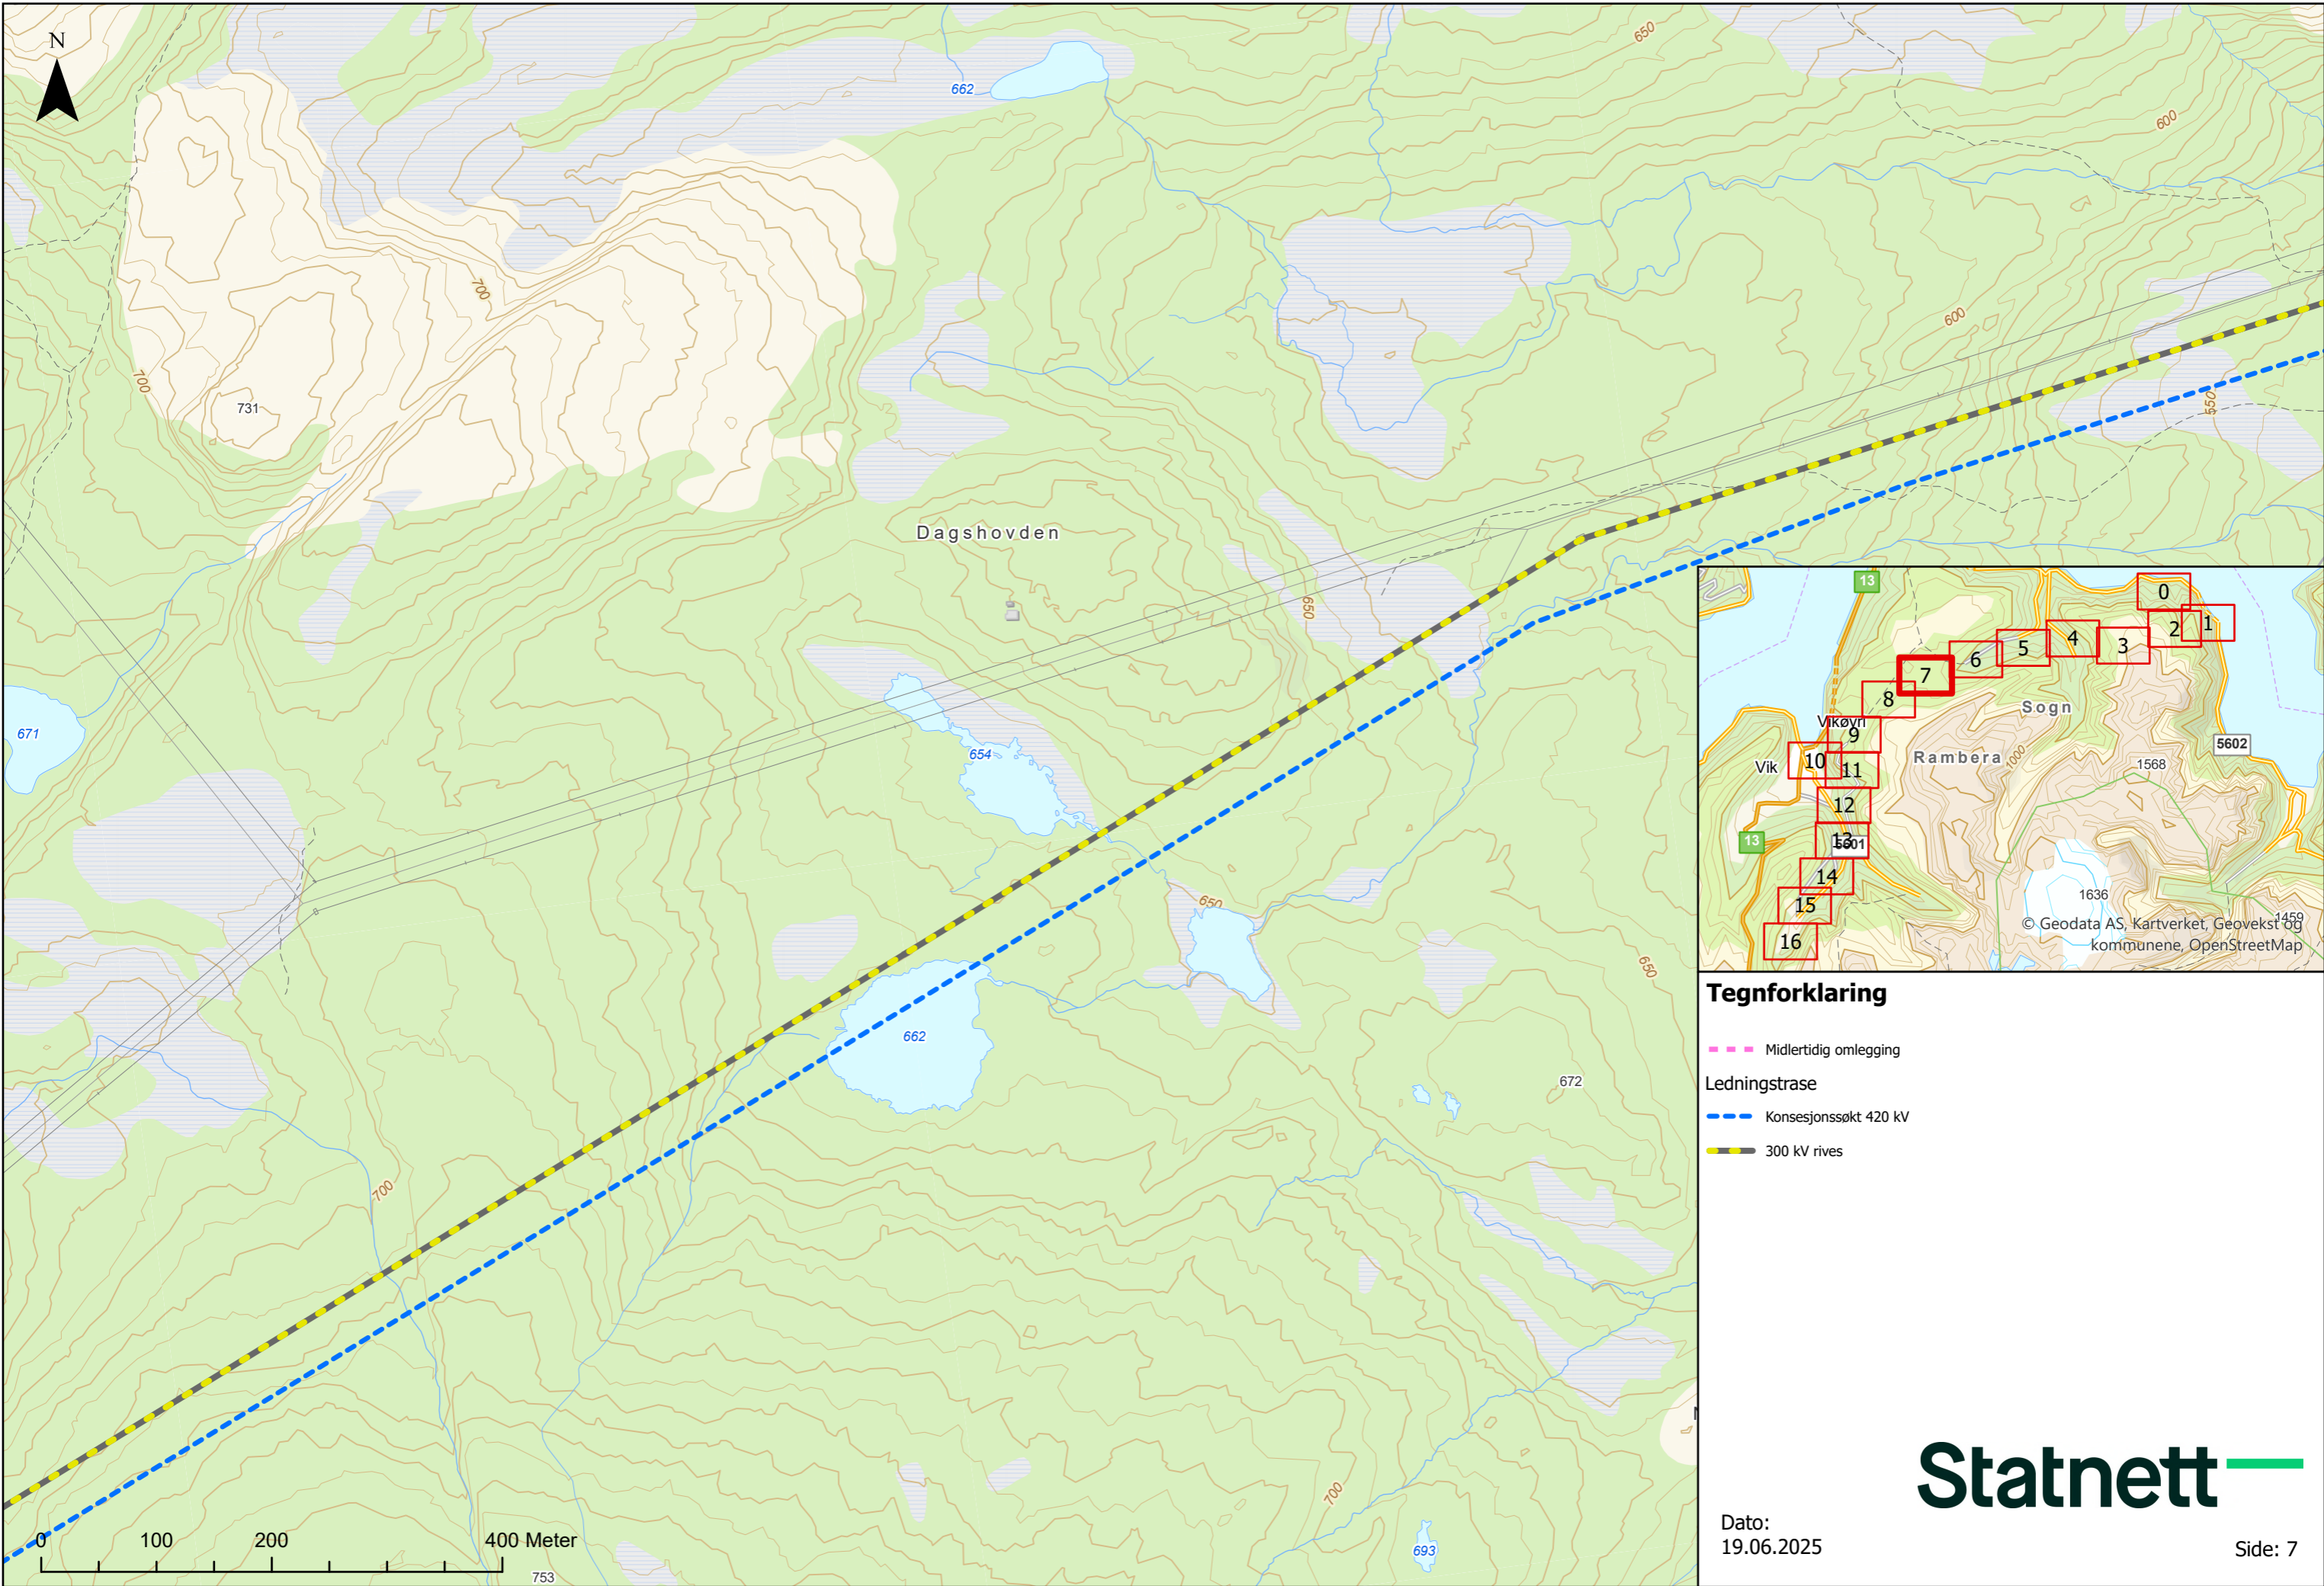 N
650
662
600
700
600
700
731
550
Dagshovden
650
671
654
650
650
662
672
700
700
693
753
0 100 200 400 Meter
13
0
1
2
3
4
5
6
7
8
Sogn
Vikøyri
9
5602
10
11
Vik
Rambera
1000
1568
12
13
13
5601
14
1636
15
1459
© Geodata AS, Kartverket, Geovekst og
kommunene, OpenStreetMap
16
Tegnforklaring
Midlertidig omlegging
Ledningstrase
Konsesjonssøkt 420 kV
300 kV rives
Statnett
Dato:
19.06.2025
Side: 7